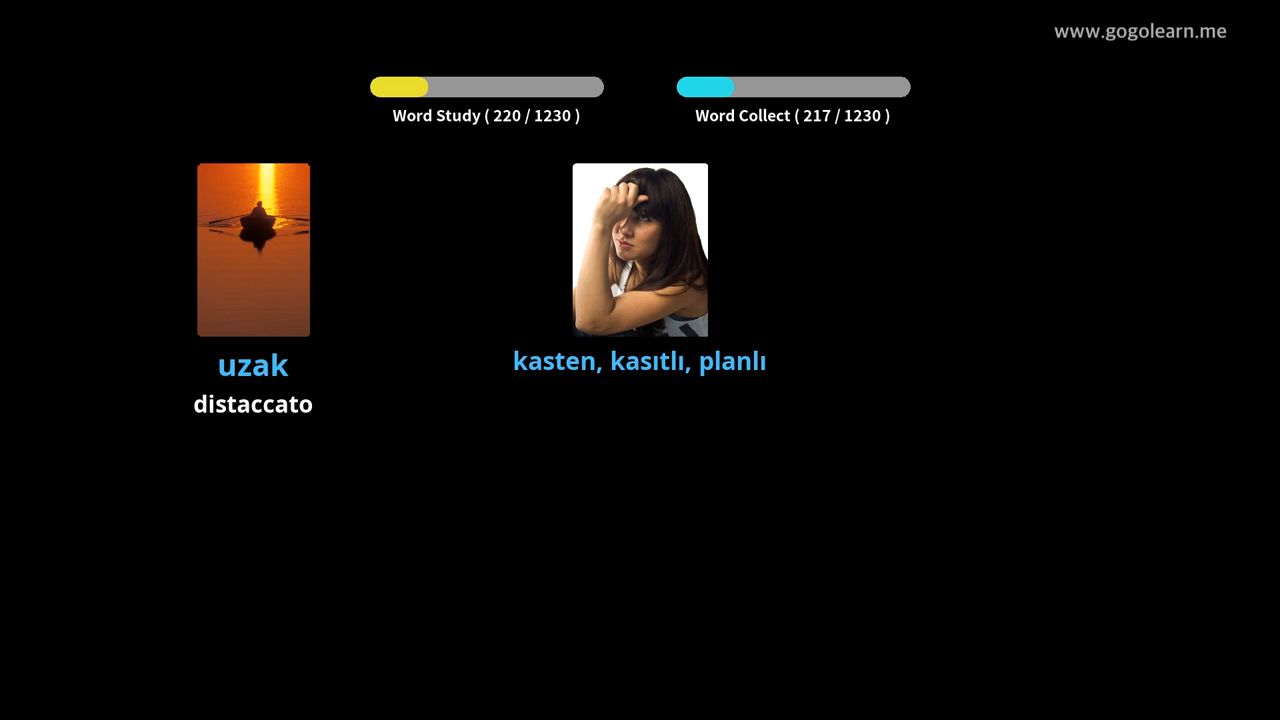 www.gogolearn.me
Word Study ( 220 / 1230 )
Word Collect ( 217 / 1230 )
uzak
distaccato
kasten, kasıtlı, planlı